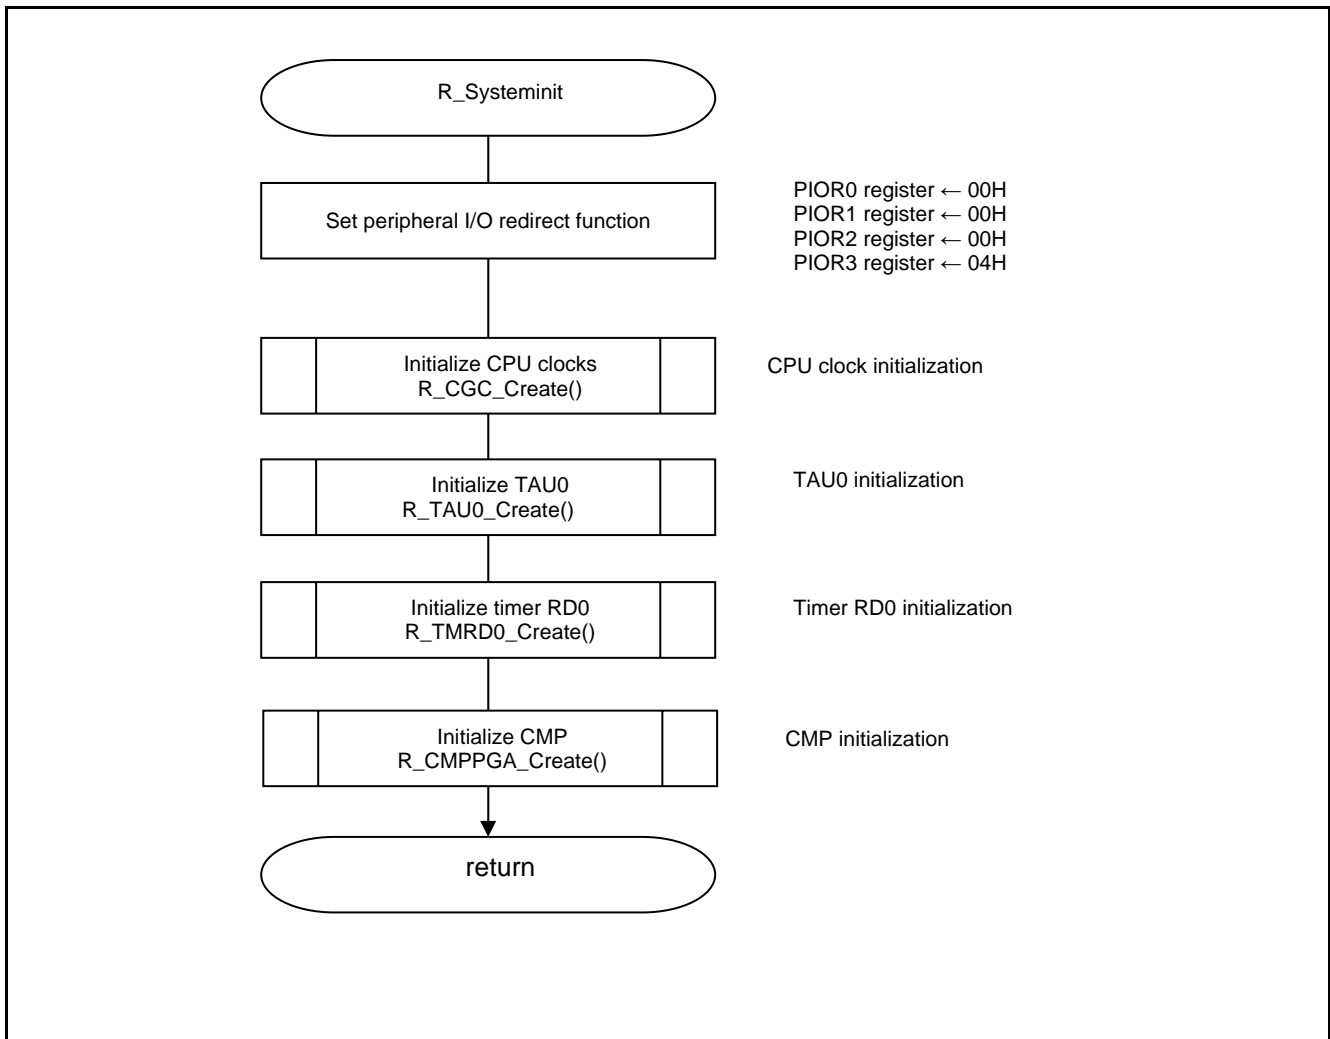 R_Systeminit
Set peripheral I/O redirect function
PIOR0 register ← 00H
PIOR1 register ← 00H
PIOR2 register ← 00H
PIOR3 register ← 04H
Initialize CPU clocks
R_CGC_Create()
CPU clock initialization
Initialize TAU0
R_TAU0_Create()
TAU0 initialization
Initialize timer RD0
R_TMRD0_Create()
Timer RD0 initialization
Initialize CMP
R_CMPPGA_Create()
CMP initialization
return